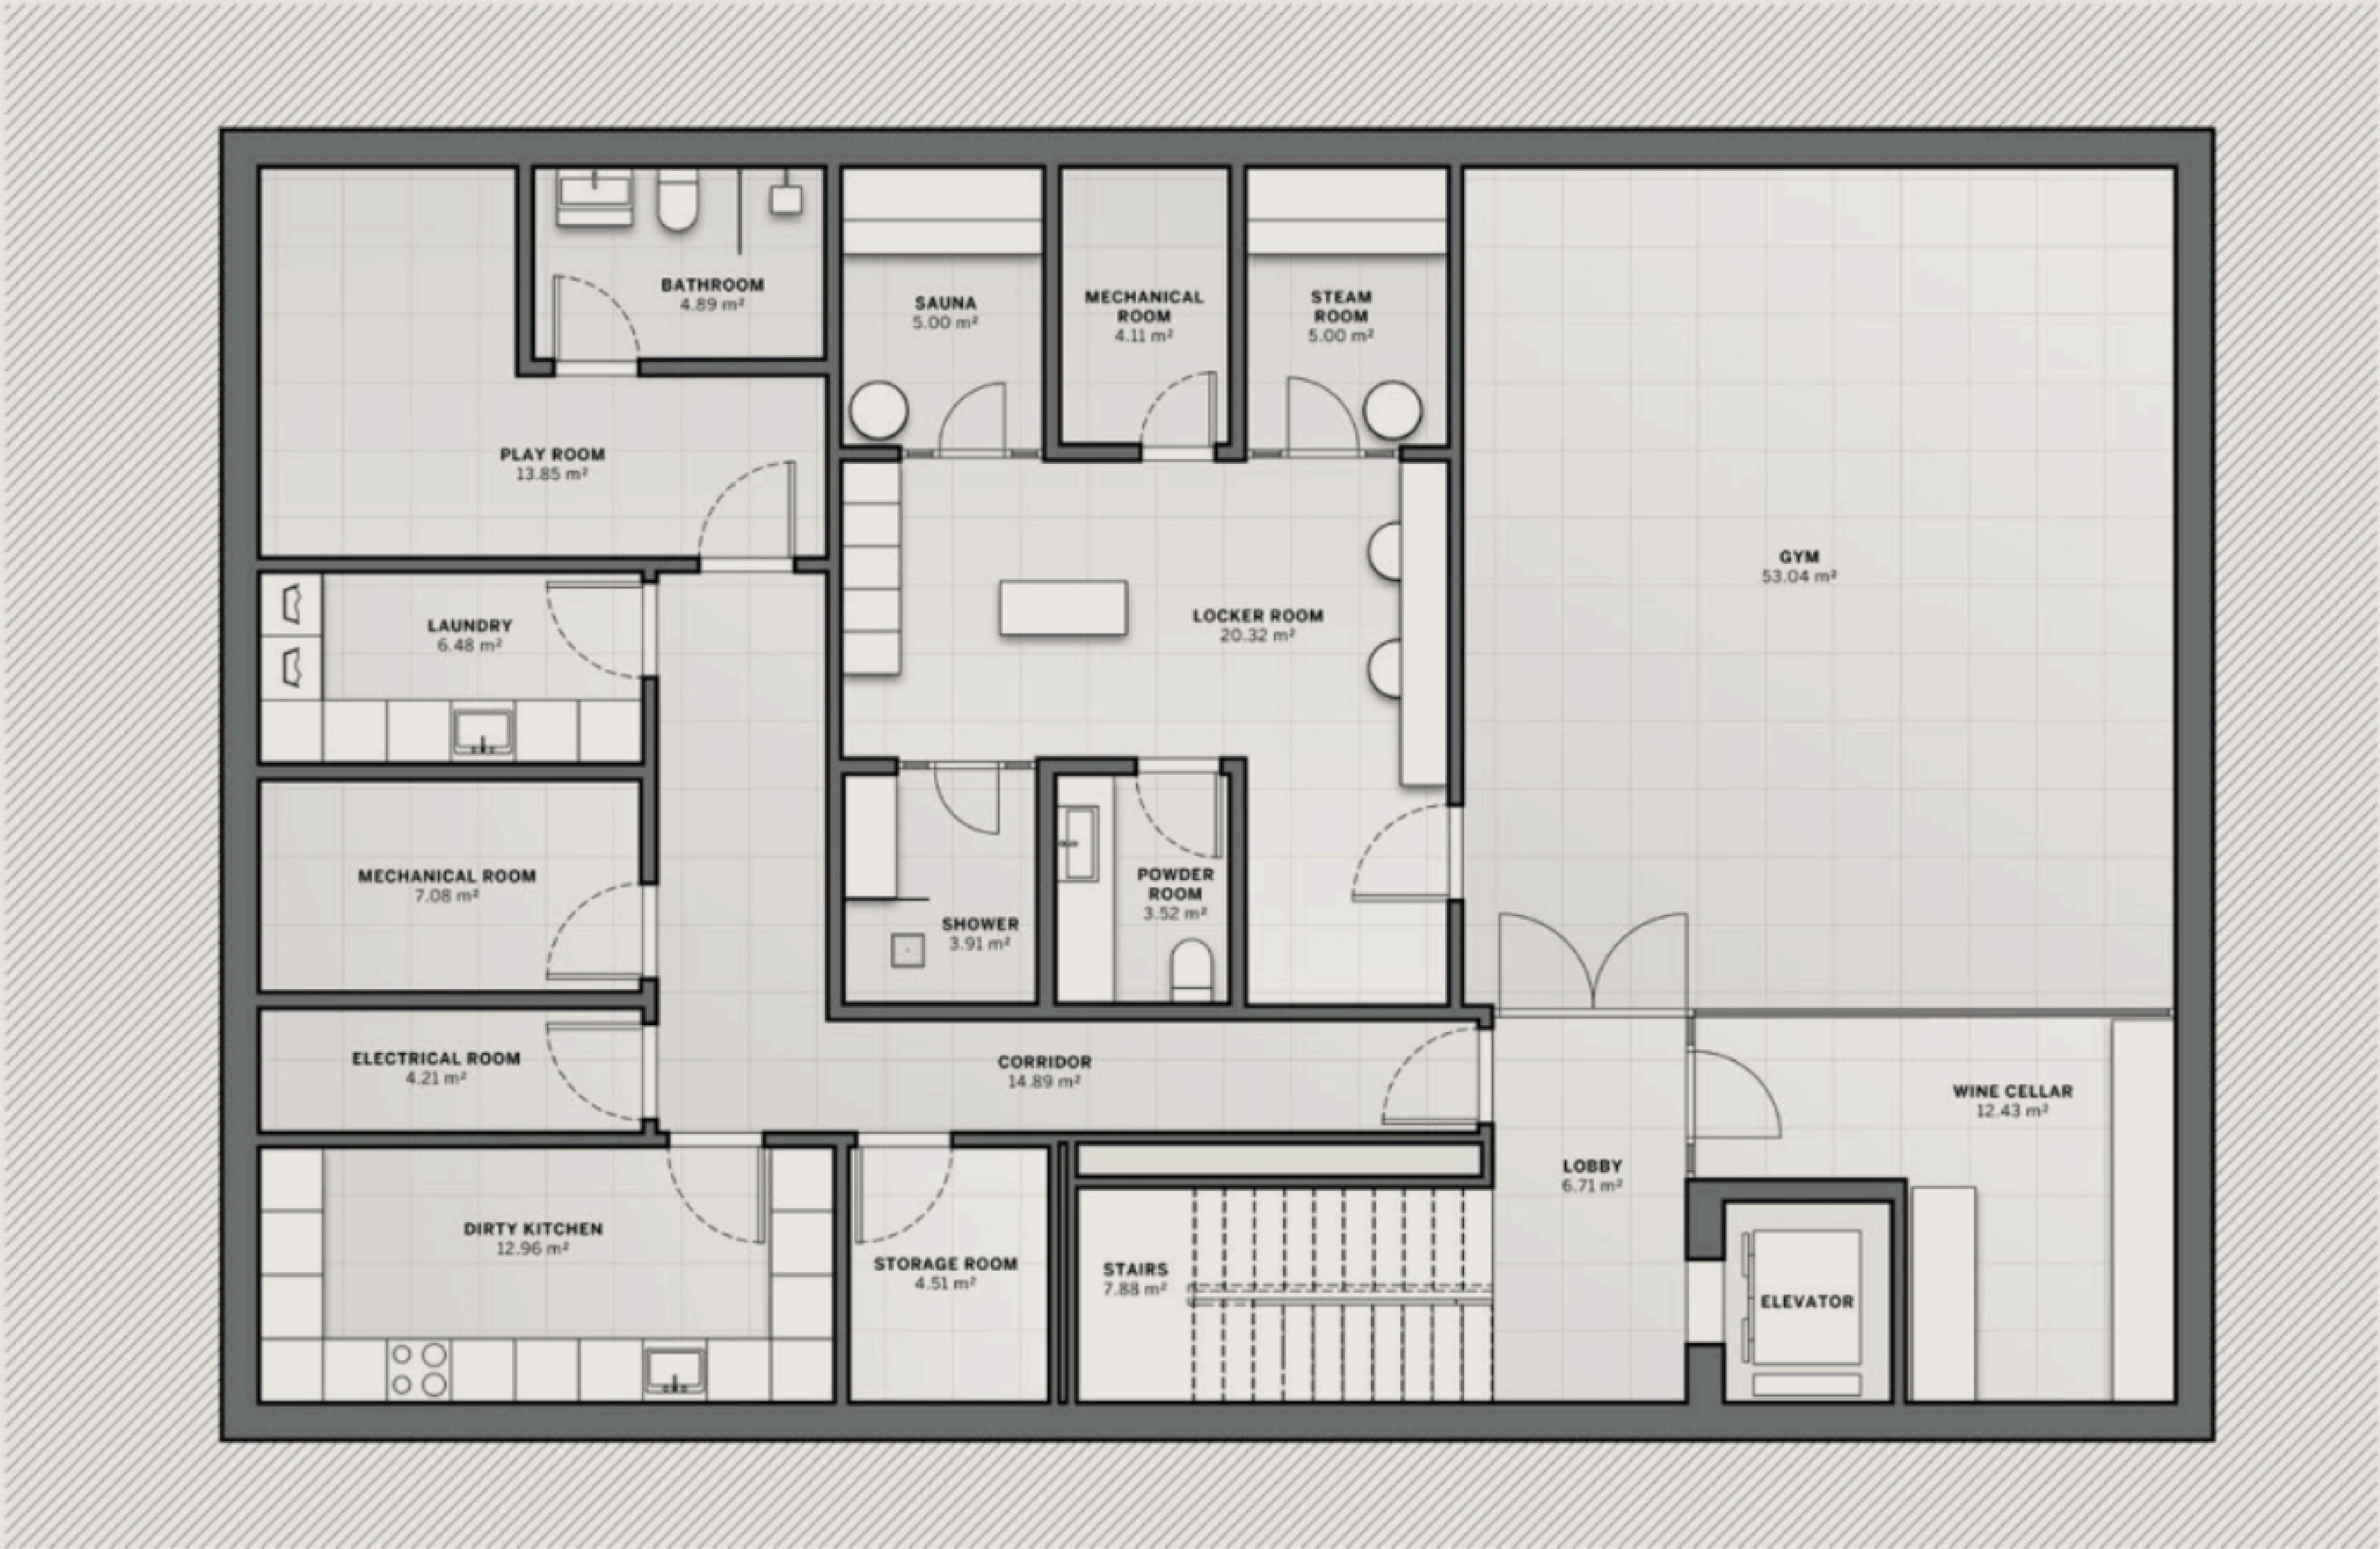 BATHROOM
4.89 m²
SAUNA
5.00 m²
MECHANICAL
ROOM
4.11 m²
STEAM
ROOM
5.00 m²
PLAY ROOM
13.85 m²
GYM
53.04 m²
LAUNDRY
6.48 m²
LOCKER ROOM
20.32 m²
MECHANICAL ROOM
7.08 m²
SHOWER
3.91 m²
POWDER
ROOM
3.52 m²
ELECTRICAL ROOM
4.21 m²
CORRIDOR
14.89 m²
WINE CELLAR
12.43 m²
LOBBY
6.71 m²
DIRTY KITCHEN
12.96 m²
STORAGE ROOM
4.51 m²
STAIRS
7.88 m²
ELEVATOR